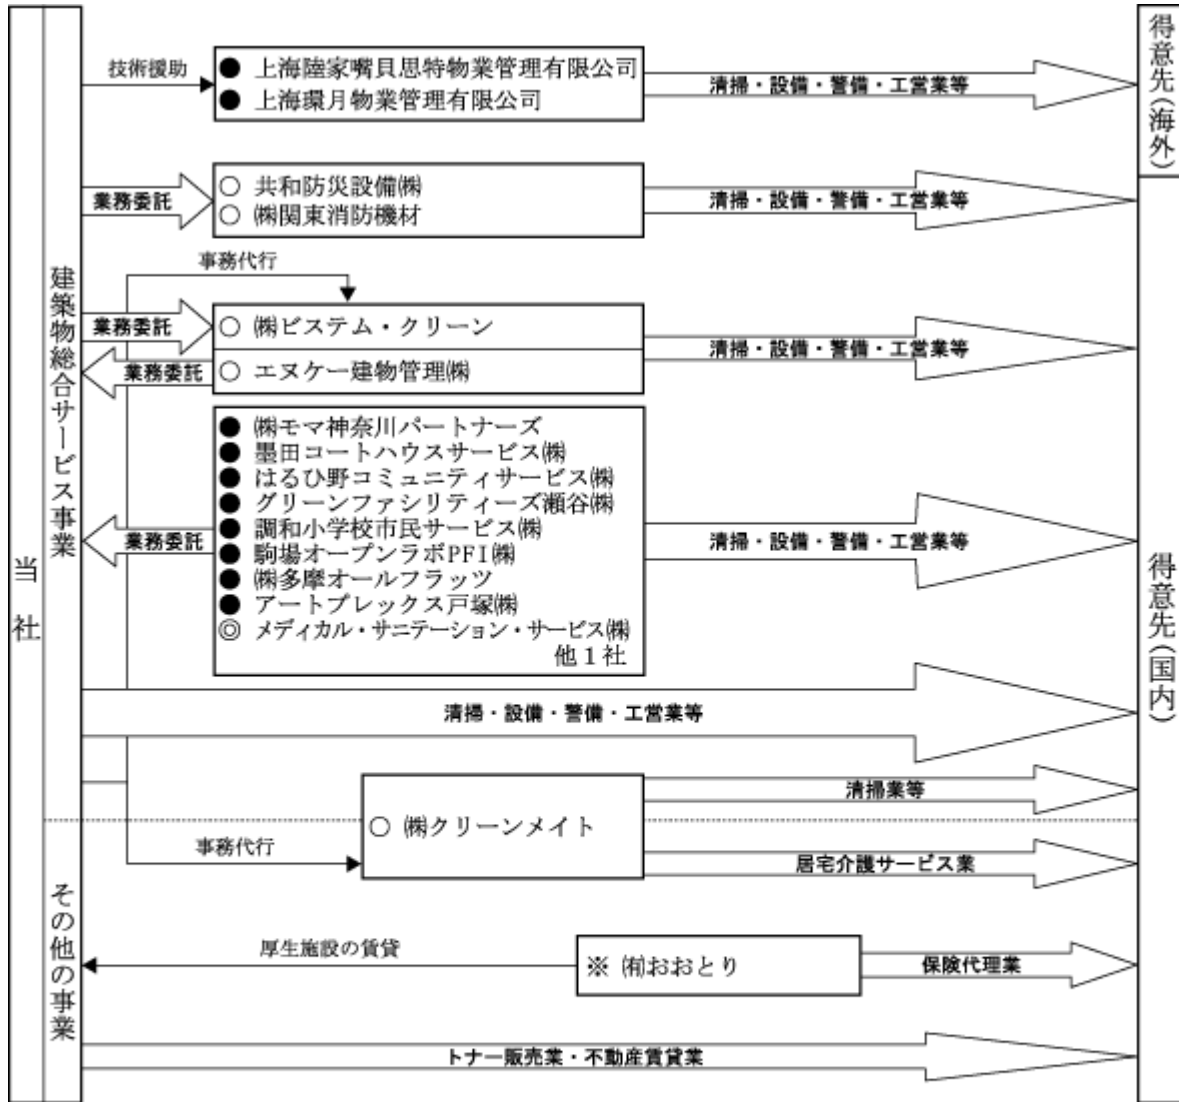 当社
建築物総合サービス事業
その他の事業
得意先(海外)
得意先(国内)
技術援助
● 上海陸家嘴貝思特物業管理有限公司
● 上海環月物業管理有限公司
清掃・設備・警備・工営業等
業務委託
○ 共和防災設備㈱
○ ㈱関東消防機材
清掃・設備・警備・工営業等
事務代行
業務委託
○ ㈱ビステム・クリーン
業務委託
○ エヌケー建物管理㈱
清掃・設備・警備・工営業等
● ㈱モマ神奈川パートナーズ
● 墨田コートハウスサービス㈱
● はるひ野コミュニティサービス㈱
● グリーンファシリティーズ瀬谷㈱
● 調和小学校市民サービス㈱
● 駒場オープンラボPFI㈱
● ㈱多摩オールフラッツ
● アートプレックス戸塚㈱
◎ メディカル・サニテーション・サービス㈱
他１社
業務委託
清掃・設備・警備・工営業等
清掃・設備・警備・工営業等
○ ㈱クリーンメイト
清掃業等
事務代行
居宅介護サービス業
厚生施設の賃貸
※ ㈲おおとり
保険代理業
トナー販売業・不動産賃貸業